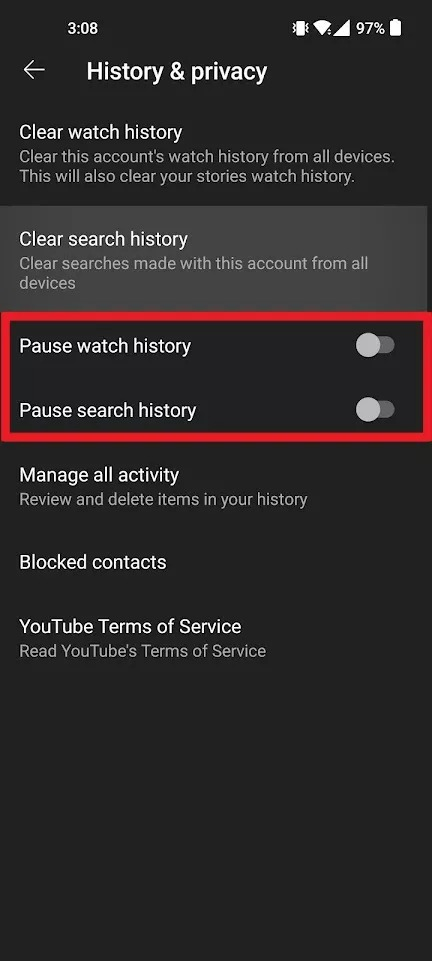 3:08
97%
History & privacy
Clear watch history
Clear this account's watch history from all devices.
This will also clear your stories watch history.
Clear search history
Clear searches made with this account from all
devices
Pause watch history
Pause search history
Manage all activity
Review and delete items in your history
Blocked contacts
YouTube Terms of Service
Read YouTube's Terms of Service